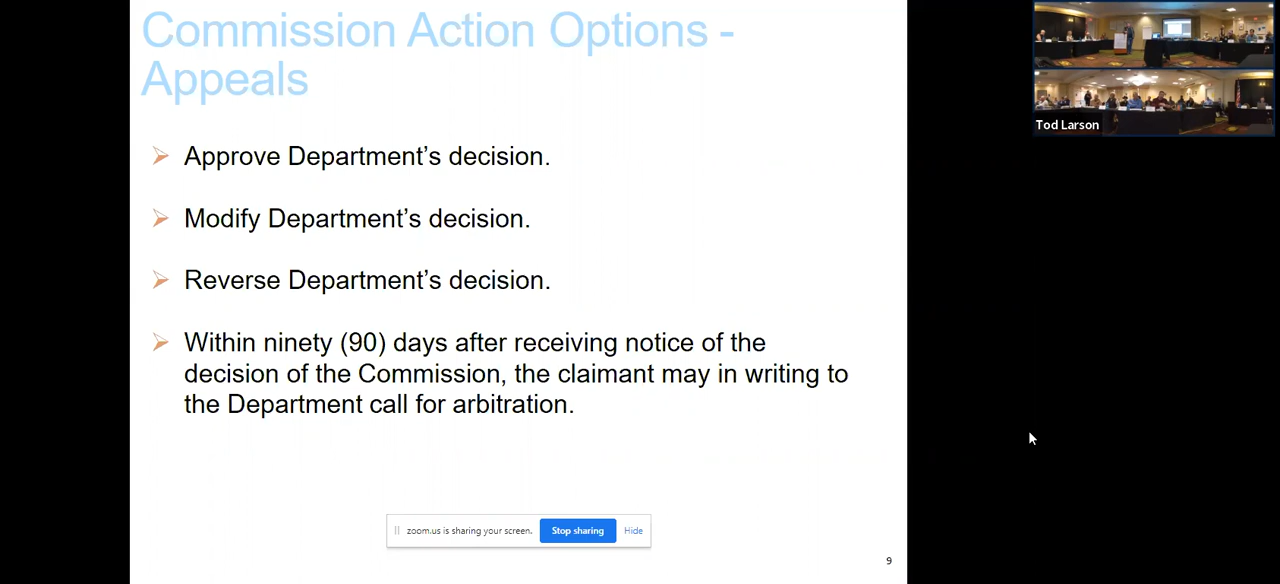 Commission Action Options -
Appeals
Approve Department’s decision.
Modify Department’s decision.
Reverse Department’s decision.
Within ninety (90) days after receiving notice of the
decision of the Commission, the claimant may in writing to
the Department call for arbitration.
zoom.us is sharing your screen. Stop sharing Hide
9
Tod Larson